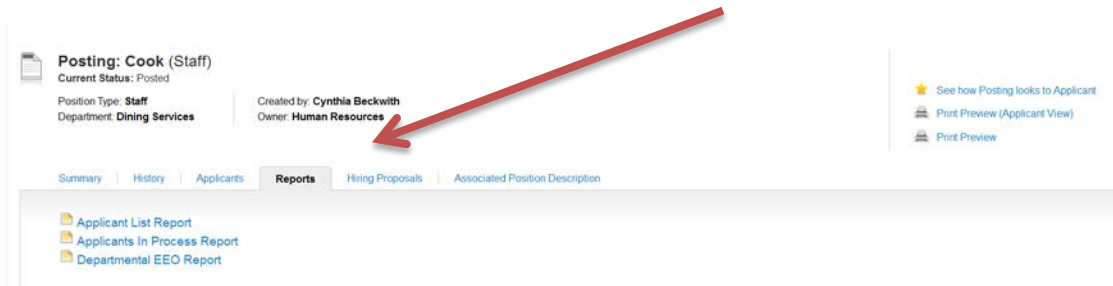 Posting: Cook (Staff)
Current Status: Posted
Position Type: Staff
Department: Dining Services
Created by: Cynthia Beckwith
Owner: Human Resources
See how Posting looks to Applicant
Print Preview (Applicant View)
Print Preview
Summary History Applicants Reports Hiring Proposals Associated Position Description
Applicant List Report
Applicants In Process Report
Departmental EEO Report